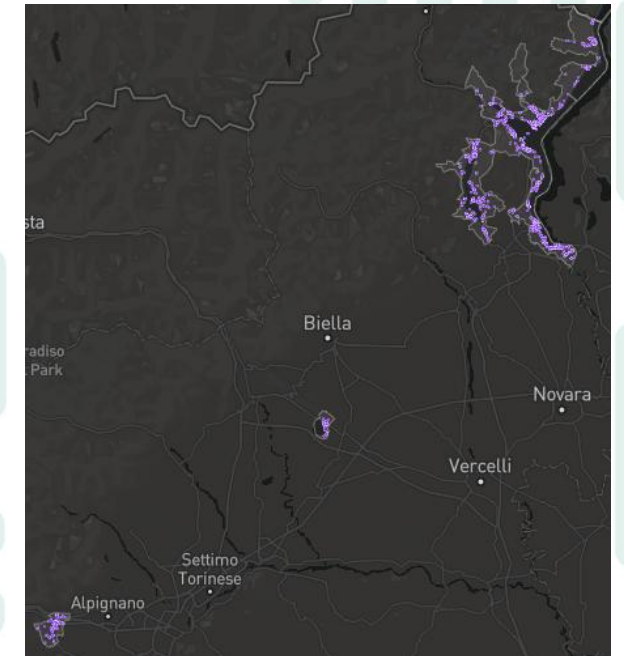 sta
Biella
radiso
Park
Novara
Vercelli
Settimo
Torinese
Alpignano